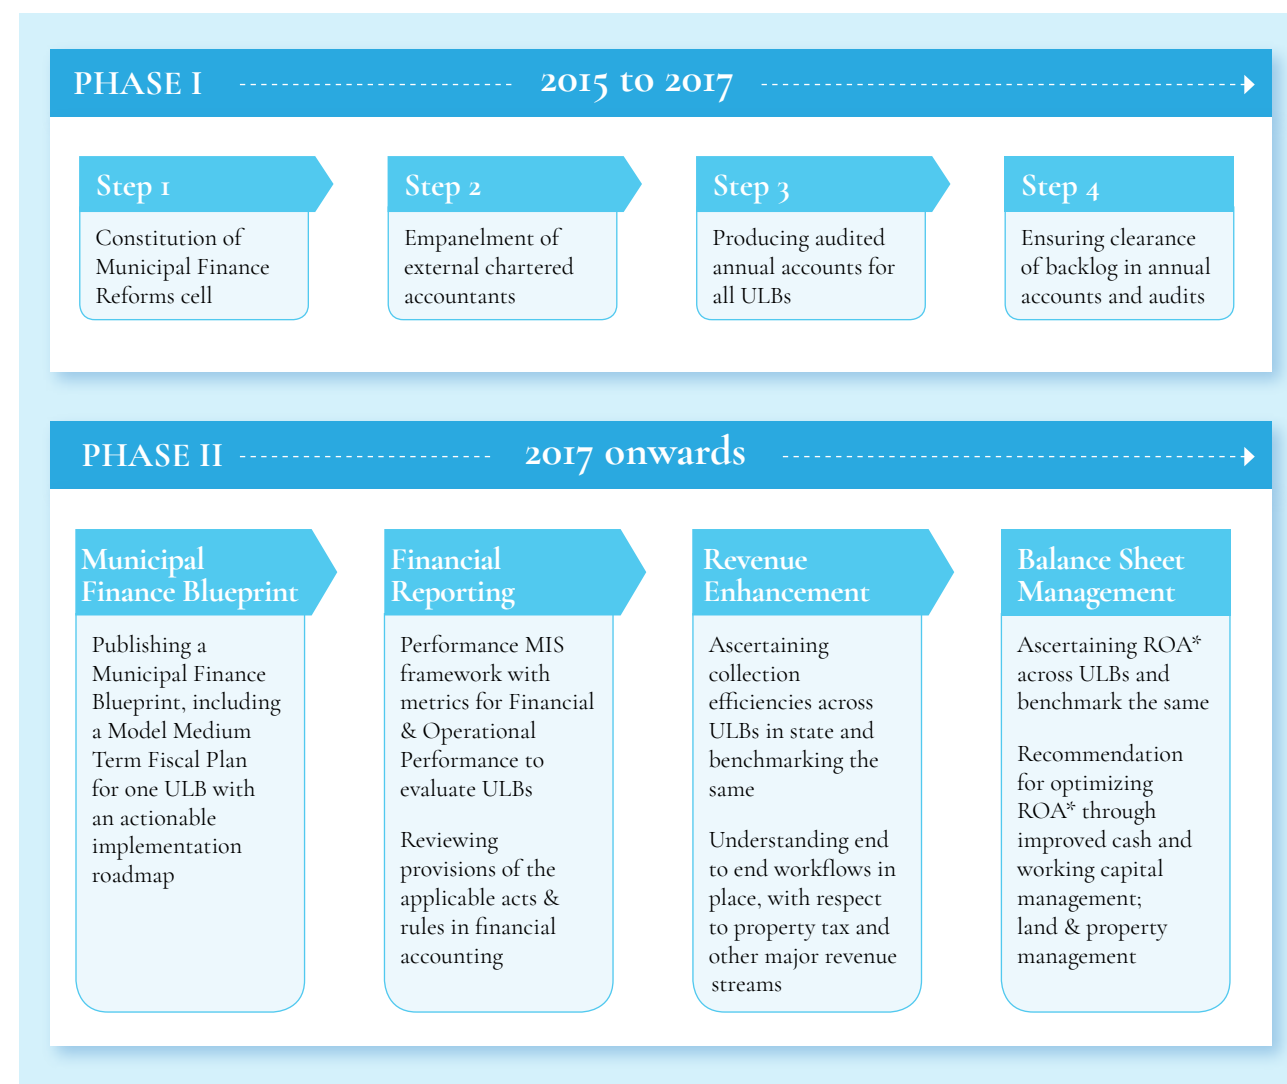 PHASE I
2015 to 2017
Step 1
Constitution of
Municipal Finance
Reforms cell
Step 2
Empanelment of
external chartered
accountants
Step 3
Producing audited
annual accounts for
all ULBs
Step 4
Ensuring clearance
of backlog in annual
accounts and audits
PHASE II
2017 onwards
Municipal
Finance Blueprint
Publishing a
Municipal Finance
Blueprint, including
a Model Medium
Term Fiscal Plan
for one ULB with
an actionable
implementation
roadmap
Financial
Reporting
Performance MIS
framework with
metrics for Financial
& Operational
Performance to
evaluate ULBs
Reviewing
provisions of the
applicable acts &
rules in financial
accounting
Revenue
Enhancement
Ascertaining
collection
efficiencies across
ULBs in state and
benchmarking the
same
Understanding end
to end workflows in
place, with respect
to property tax and
other major revenue
streams
Balance Sheet
Management
Ascertaining ROA*
across ULBs and
benchmark the same
Recommendation
for optimizing
ROA* through
improved cash and
working capital
management;
land & property
management